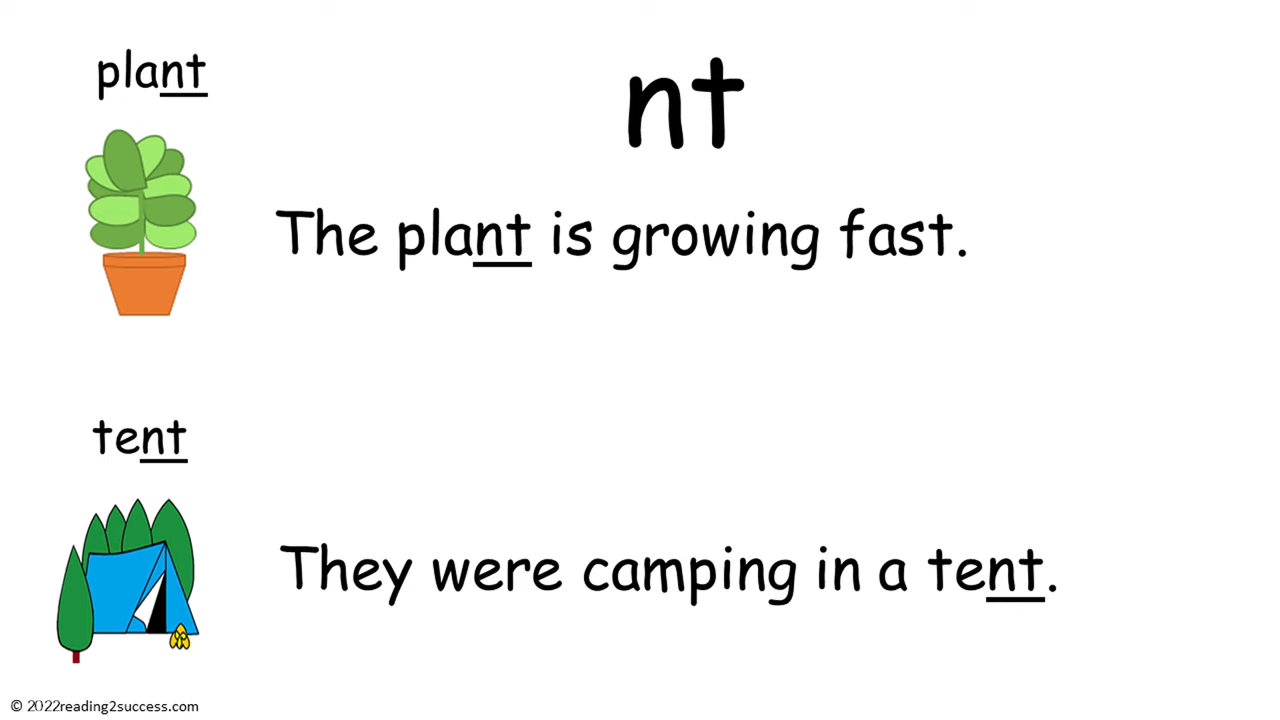 plant
nt
The plant is growing fast.
tent
They were camping in a tent.
© 2022reading2success.com